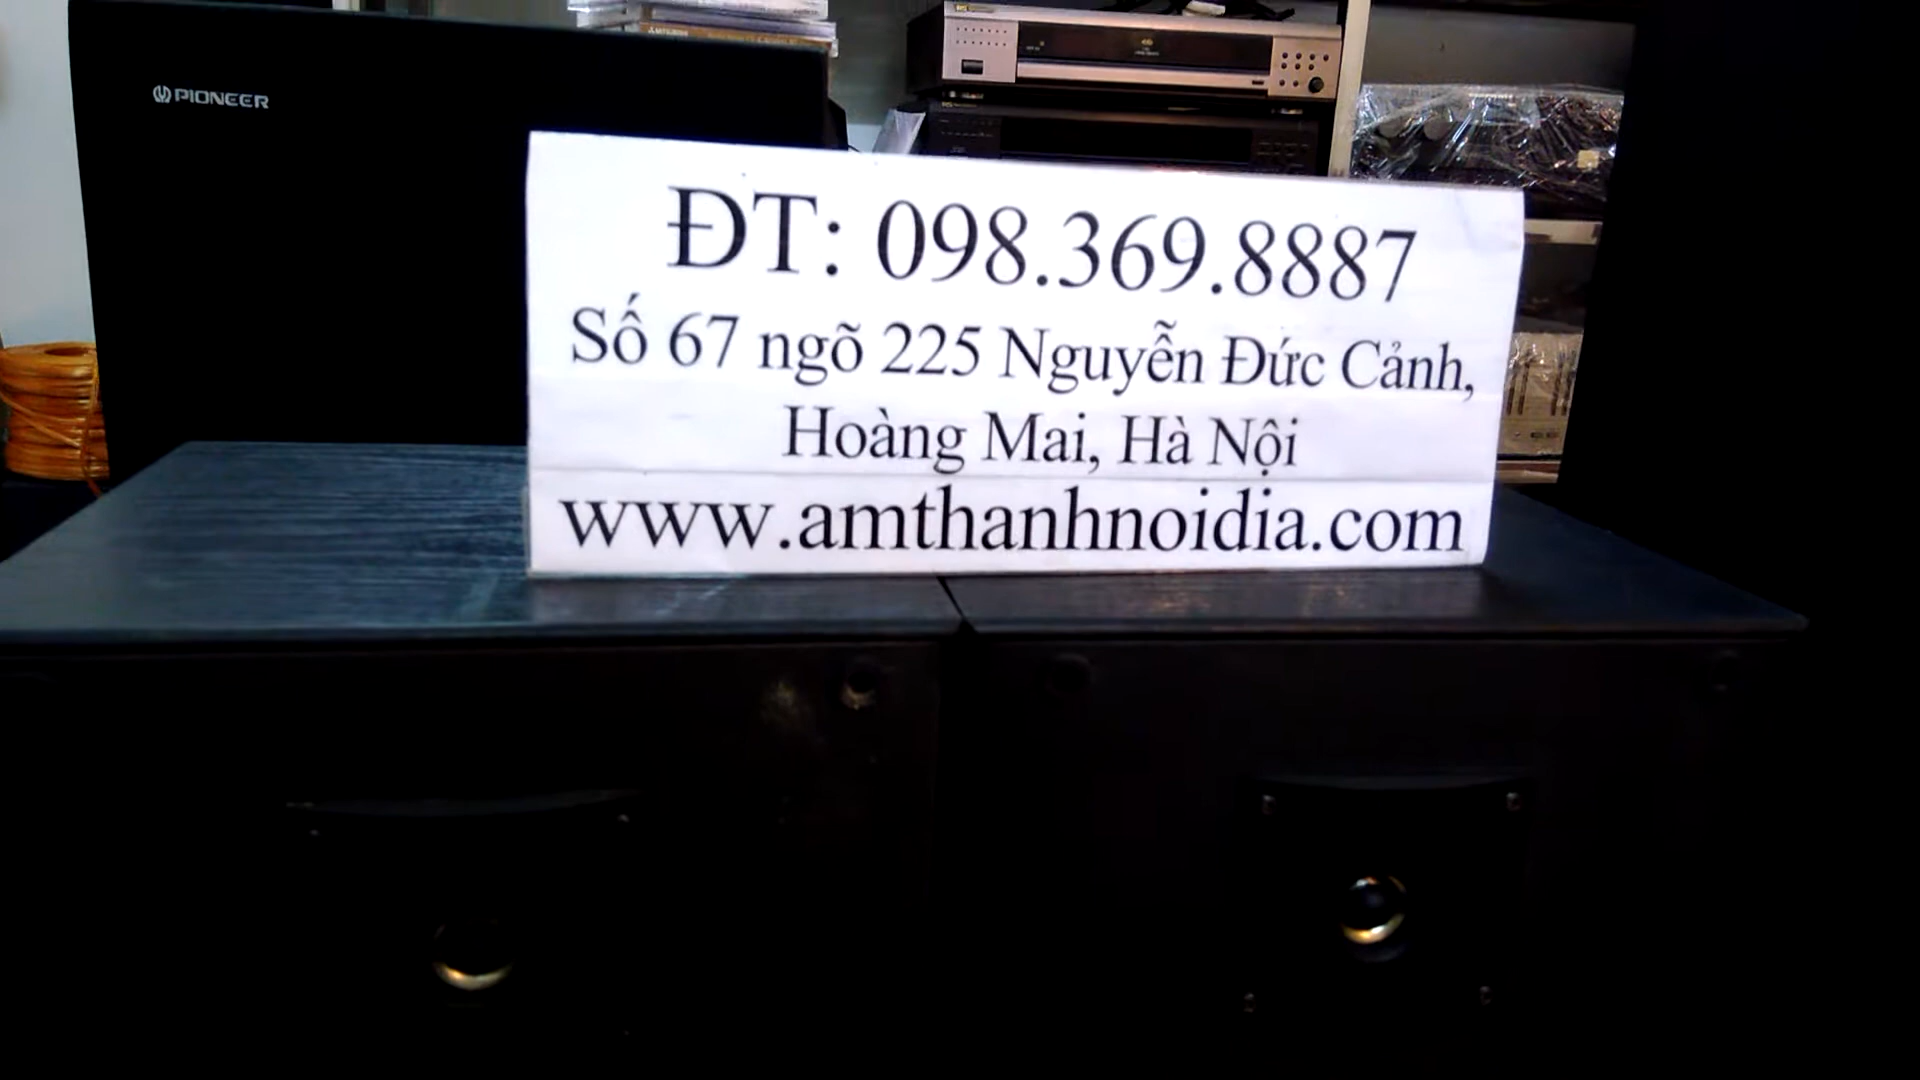 PIONEER
ĐT: 098.369.8887
Số 67 ngõ 225 Nguyễn Đức Cảnh,
Hoàng Mai, Hà Nội
www.amthanhnoidia.com